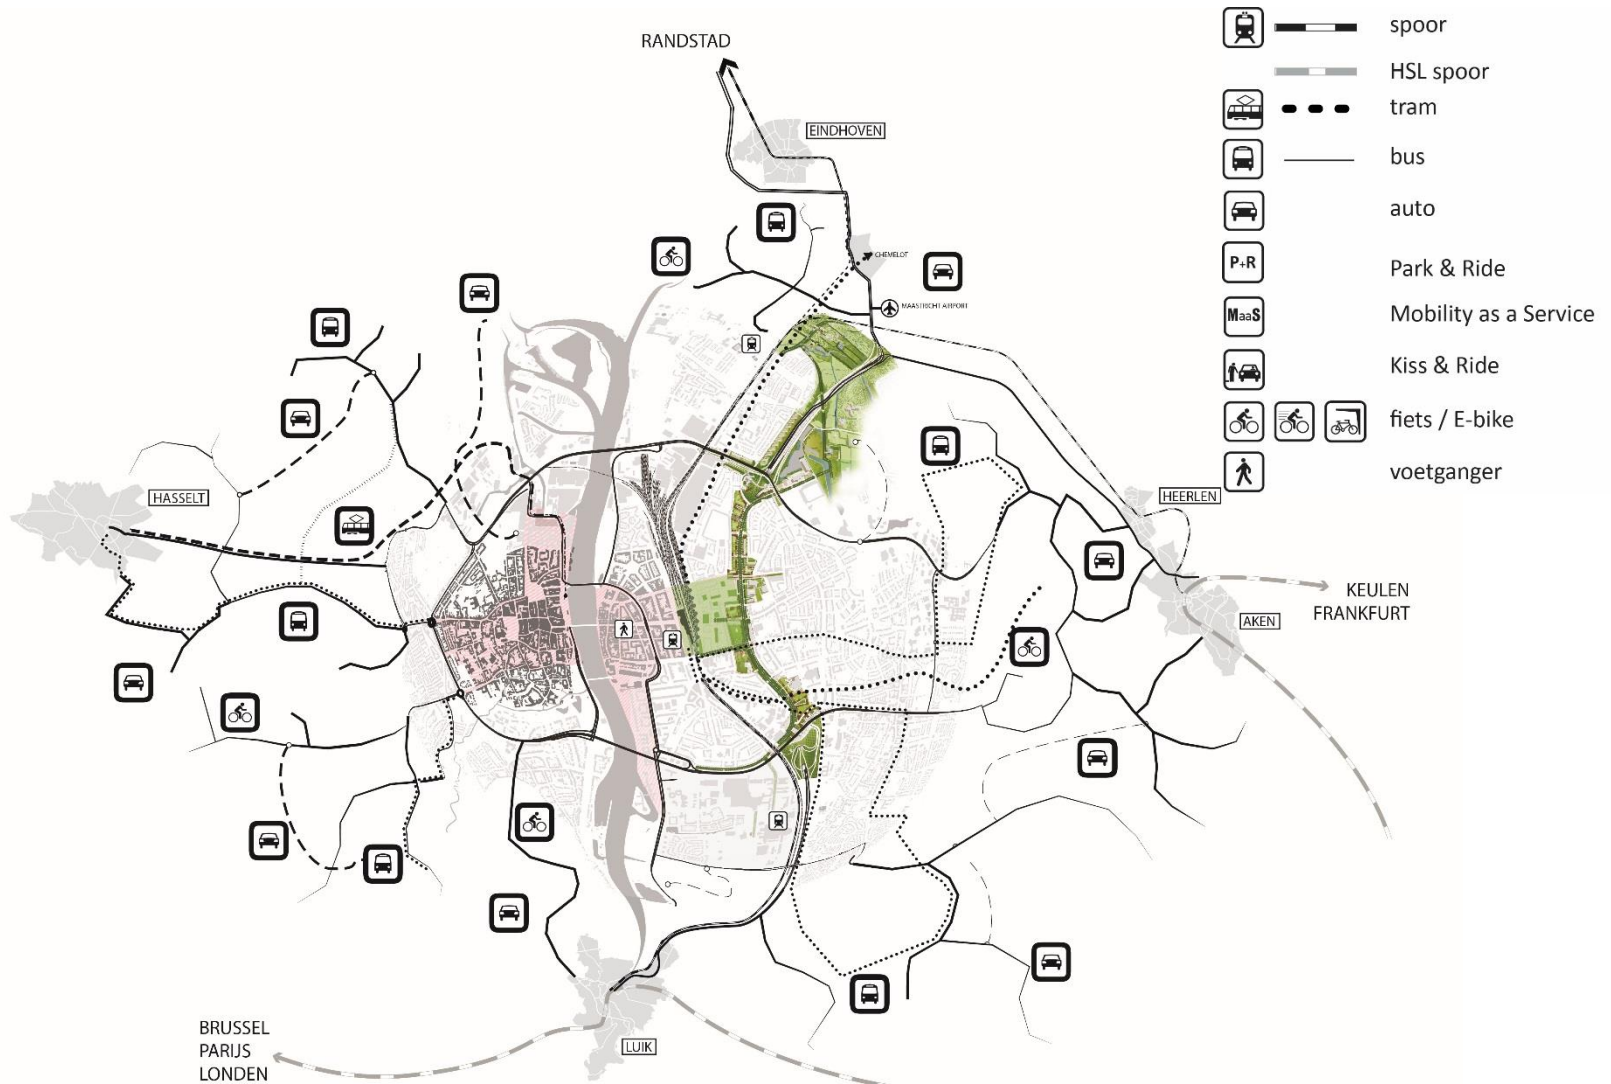 RANDSTAD
EINDHOVEN
CHEMELOT
MAASTRICHT AIRPORT
HASSELT
HEERLEN
KEULEN
FRANKFURT
AKEN
BRUSSEL
PARIJS
LONDEN
LUIK
spoor
HSL spoor
tram
bus
auto
P+R Park & Ride
MaaS Mobility as a Service
Kiss & Ride
fiets / E-bike
voetganger